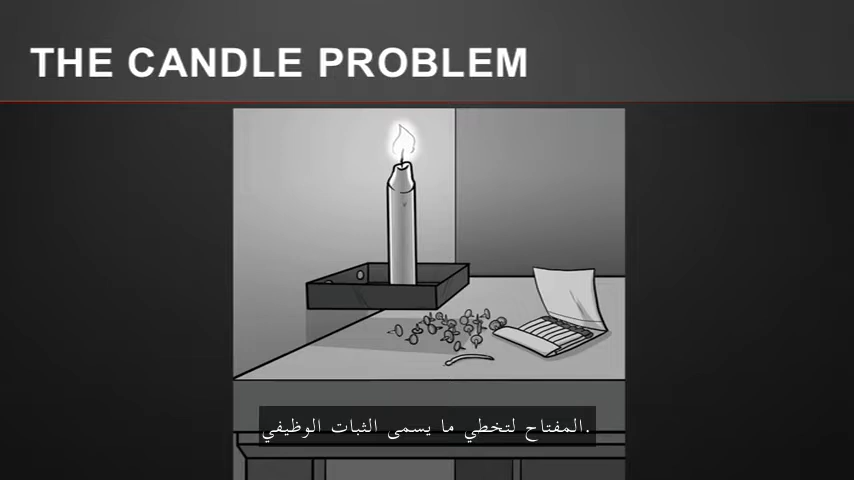 THE CANDLE PROBLEM
المفتاح لتخطي ما يسمى الثبات الوظيفي.